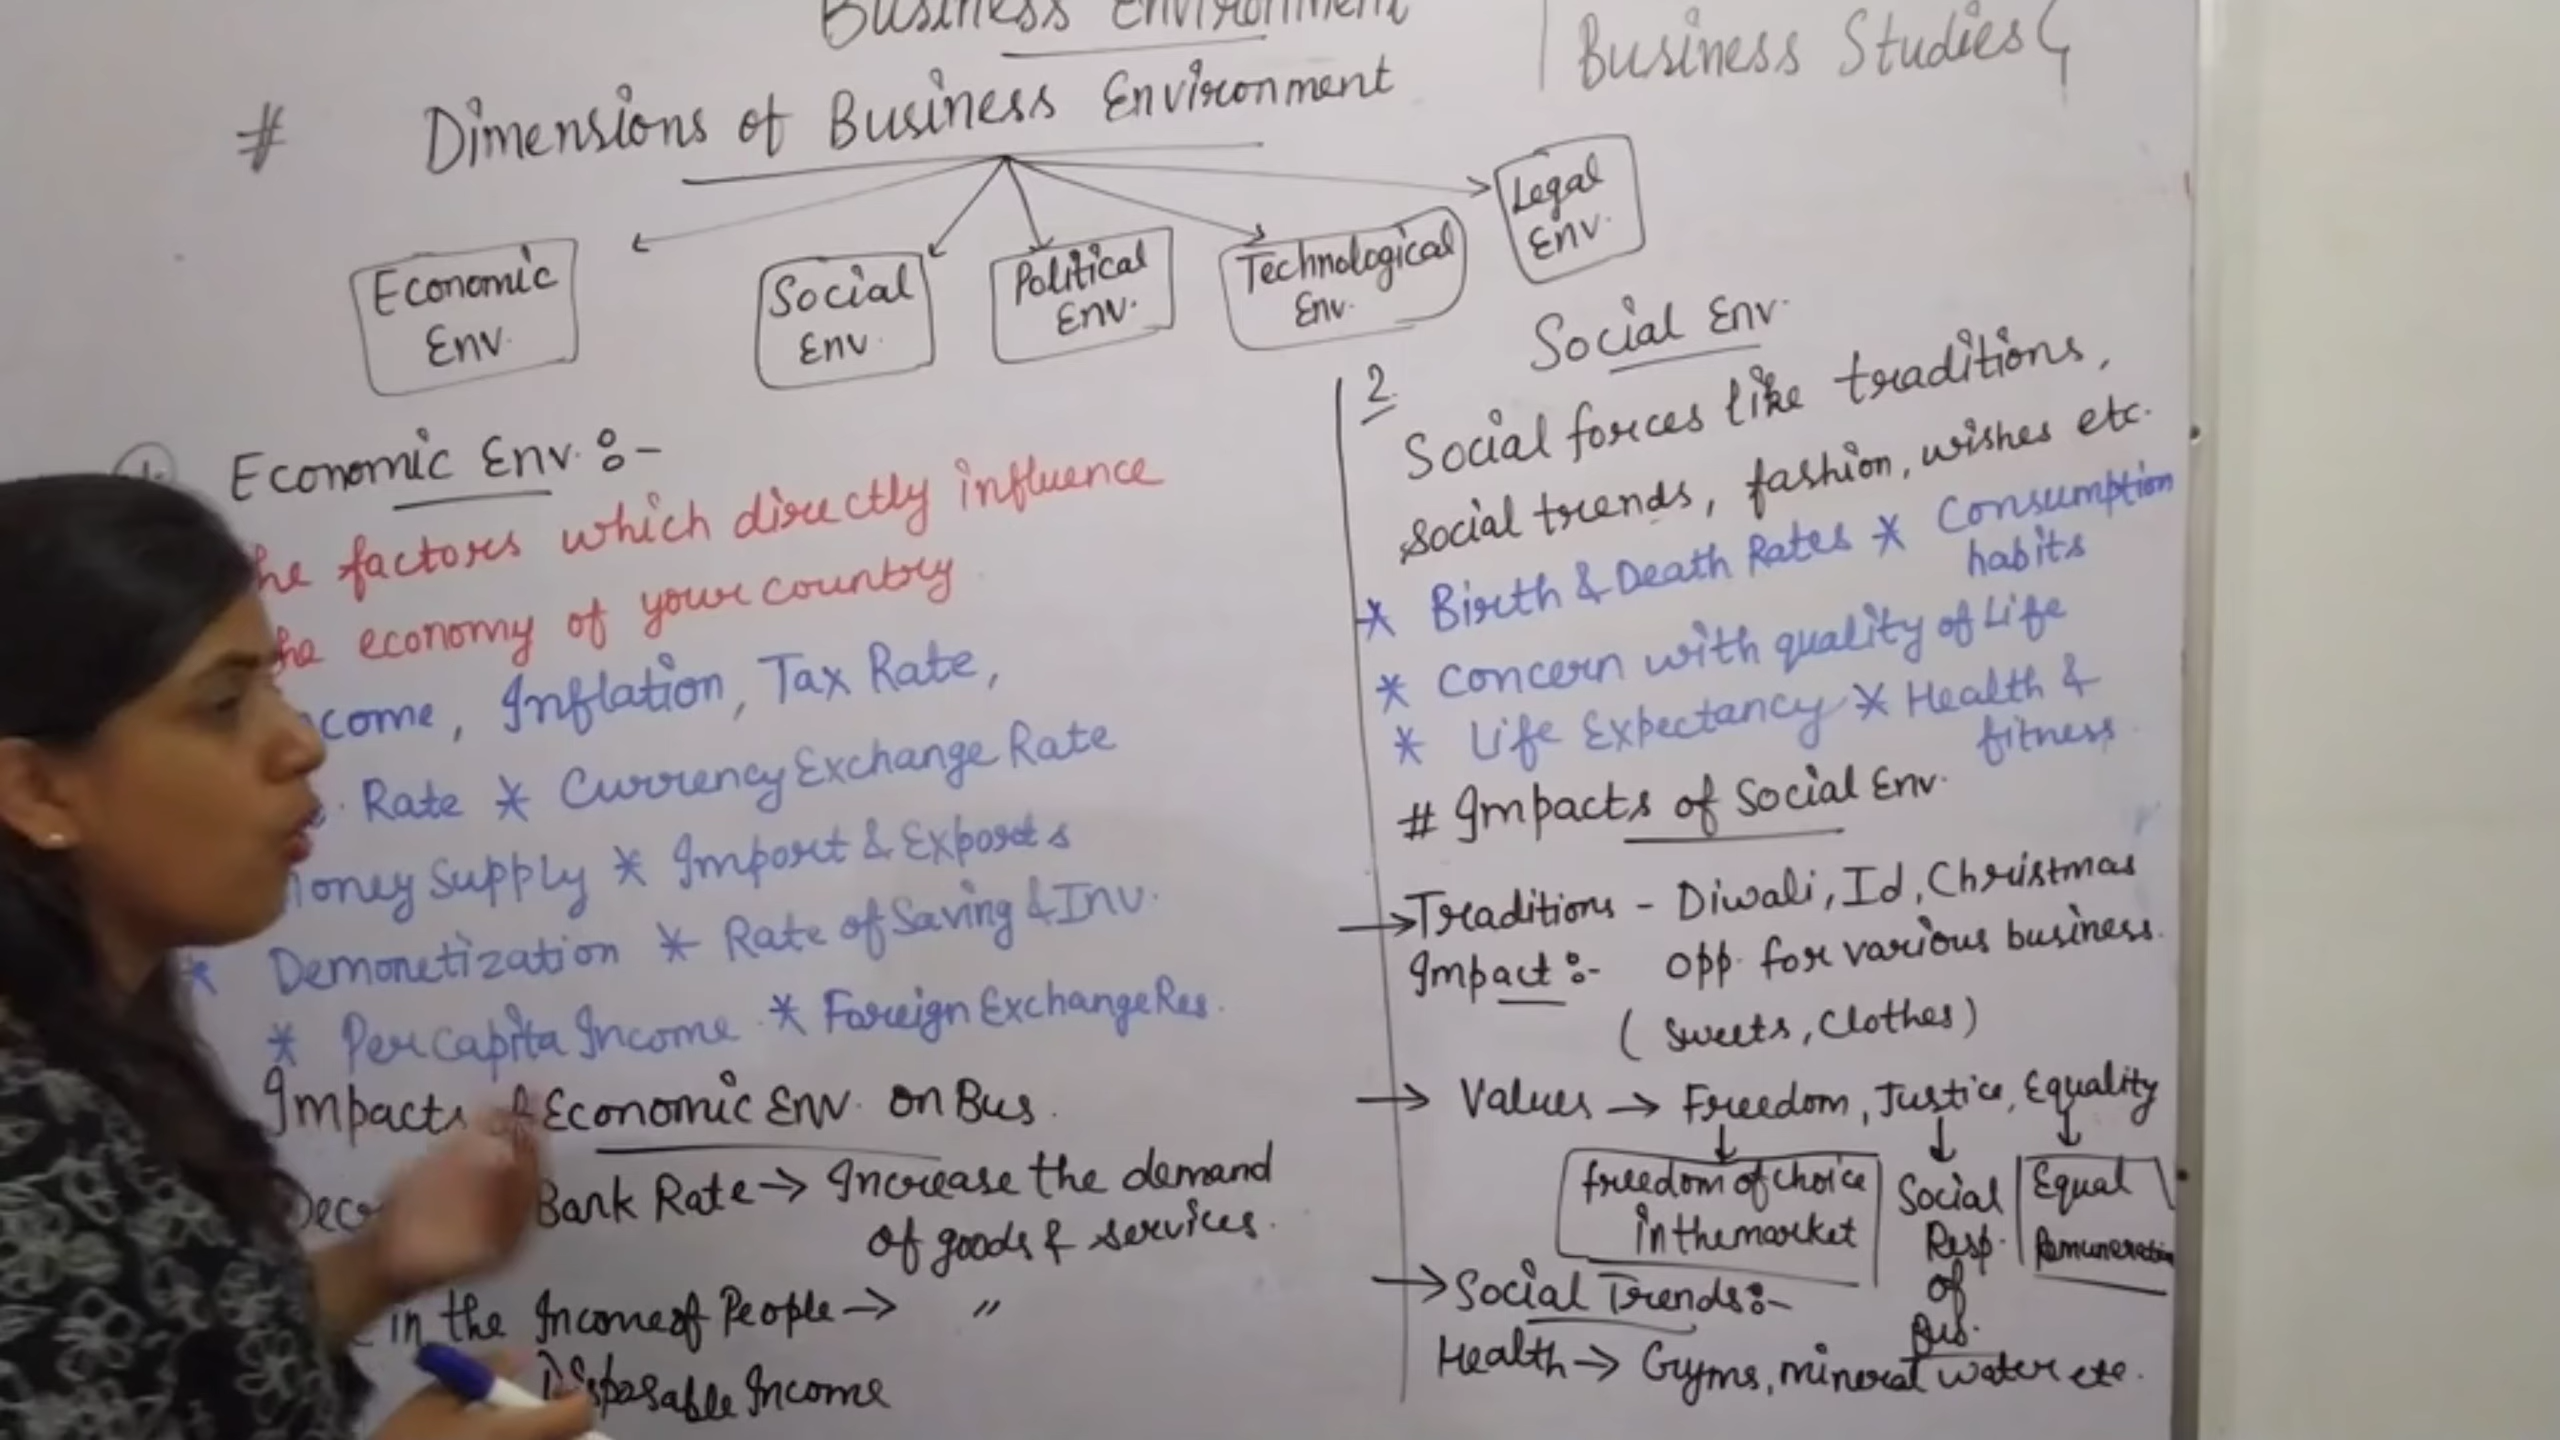 Business Environment
Business Studies
# Dimensions of Business Environment
Economic Env.
Social Env.
Political Env.
Technological Env.
Legal Env.
Economic Env. :-
factors which directly influence
economy of your country
Inflation, Tax Rate,
Rate * Currency Exchange Rate
Supply * Import & Exports
* Demonetization * Rate of Saving & Inv.
* Per Capita Income * Foreign Exchange Res.
Impacts of Economic Env. on Bus.
Bank Rate → Increase the demand
of goods & services.
in the Income of People → "
Disposable Income
2. Social Env.
Social forces like traditions,
social trends, fashion, wishes etc.
* Birth & Death Rates * Consumption
habits
* Concern with quality of Life
* Life Expectancy * Health &
fitness
# Impacts of Social Env.
→ Traditions - Diwali, Id, Christmas
Impact :- Opp. for various business.
(Sweets, Clothes)
→ Values → Freedom, Justice, Equality
↓ ↓ ↓
freedom of choice
in the market
Social
Resp.
of
Bus.
Equal
Remuneration
→ Social Trends :-
Health → Gyms, mineral water etc.